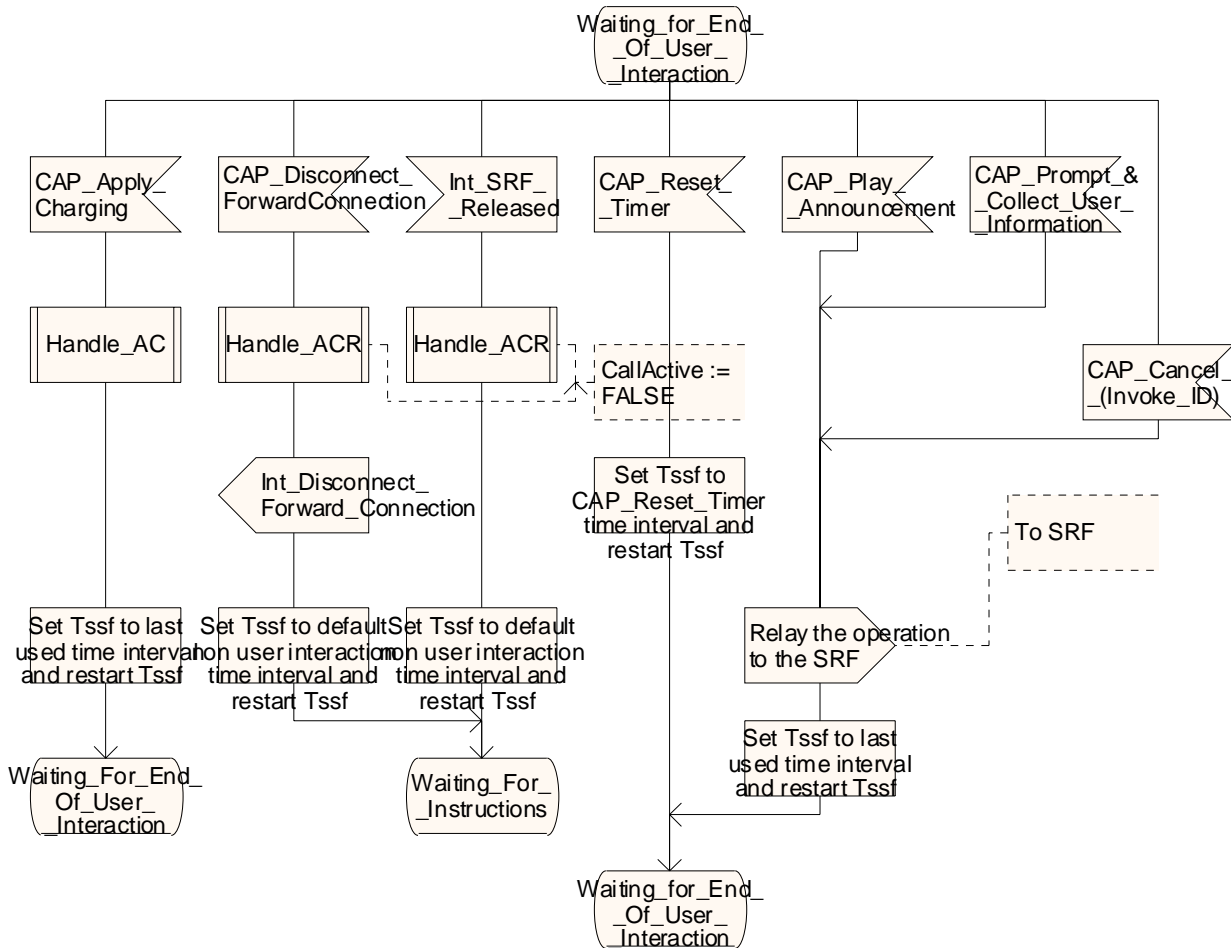 Waiting_for_End_
_Of_User_
_Interaction
CAP_Apply_
Charging
CAP_Disconnect_
ForwardConnection
Int_SRF_
_Released
CAP_Reset_
_Timer
CAP_Play_
_Announcement
CAP_Prompt_&
_Collect_User_
_Information
Handle_AC
Handle_ACR
Handle_ACR
CallActive :=
FALSE
CAP_Cancel_
_(Invoke_ID)
Int_Disconnect_
Forward_Connection
Set Tssf to
CAP_Reset_Timer
time interval and
restart Tssf
To SRF
Set Tssf to last
used time interval
and restart Tssf
Set Tssf to default
non user interaction
time interval and
restart Tssf
Set Tssf to default
non user interaction
time interval and
restart Tssf
Relay the operation_
to the SRF
Set Tssf to last
used time interval
and restart Tssf
Waiting_For_End_
_Of_User_
_Interaction
Waiting_For_
_Instructions
Waiting_for_End_
_Of_User_
_Interaction